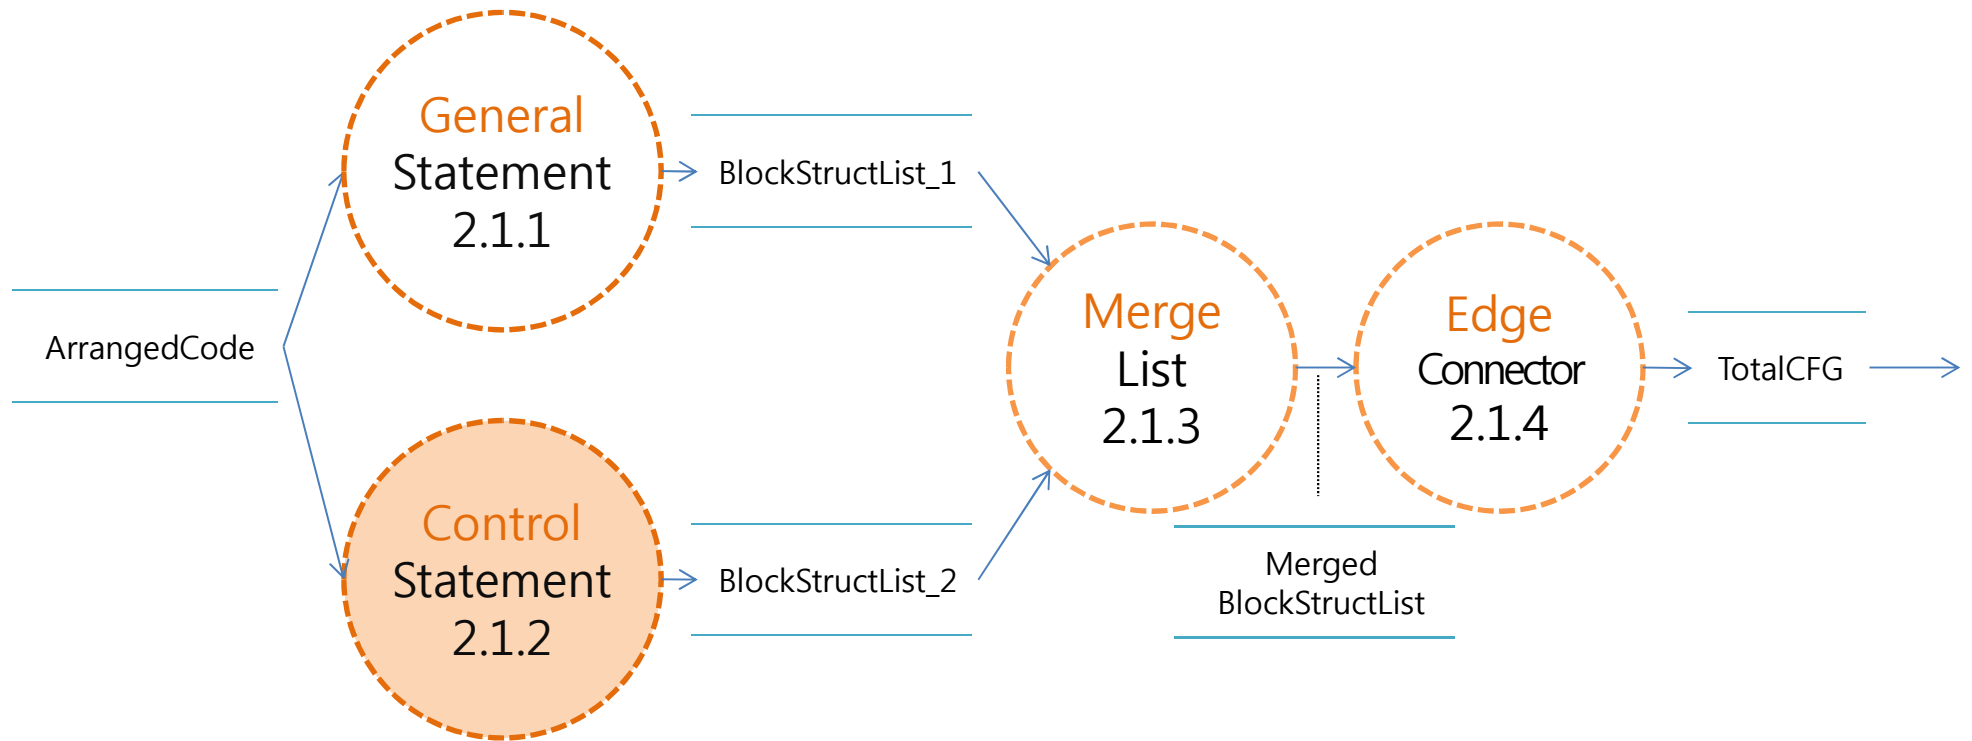 General
Statement
2.1.1
BlockStructList_1
ArrangedCode
Control
Statement
2.1.2
BlockStructList_2
Merge
List
2.1.3
Edge
Connector
2.1.4
TotalCFG
Merged
BlockStructList